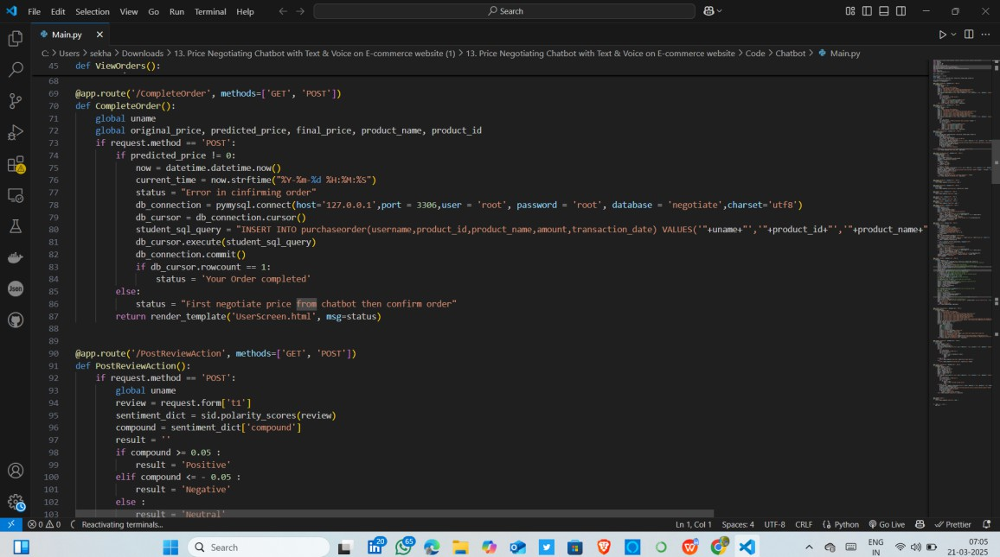 File Edit Selection View Go Run Terminal Help
Search
Main.py
C: > Users > sekha > Downloads > 13. Price Negotiating Chatbot with Text & Voice on E-commerce website (1) > 13. Price Negotiating Chatbot with Text & Voice on E-commerce website > Code > Chatbot > Main.py
45 def ViewOrders():
68
69 @app.route('/CompleteOrder', methods=['GET', 'POST'])
70 def CompleteOrder():
71 global uname
72 global original_price, predicted_price, final_price, product_name, product_id
73 if request.method == 'POST':
74 if predicted_price != 0:
75 now = datetime.datetime.now()
76 current_time = now.strftime("%Y-%m-%d %H:%M:%S")
77 status = "Error in cinfirming order"
78 db_connection = pymysql.connect(host='127.0.0.1',port = 3306,user = 'root', password = 'root', database = 'negotiate',charset='utf8')
79 db_cursor = db_connection.cursor()
80 student_sql_query = "INSERT INTO purchaseorder(username,product_id,product_name,amount,transaction_date) VALUES('"+uname+"','"+product_id+"','"+product_name+"
81 db_cursor.execute(student_sql_query)
82 db_connection.commit()
83 if db_cursor.rowcount == 1:
84 status = 'Your Order completed'
85 else:
86 status = "First negotiate price from chatbot then confirm order"
87 return render_template('UserScreen.html', msg=status)
88
89
90 @app.route('/PostReviewAction', methods=['GET', 'POST'])
91 def PostReviewAction():
92 if request.method == 'POST':
93 global uname
94 review = request.form['t1']
95 sentiment_dict = sid.polarity_scores(review)
96 compound = sentiment_dict['compound']
97 result = ''
98 if compound >= 0.05 :
99 result = 'Positive'
100 elif compound <= - 0.05 :
101 result = 'Negative'
102 else :
103 result = 'Neutral'
Json
0 0 Reactivating terminals... Ln 1, Col 1 Spaces: 4 UTF-8 CRLF Python Go Live Prettier
Search 20 65 ENG IN 07:05 21-03-2025